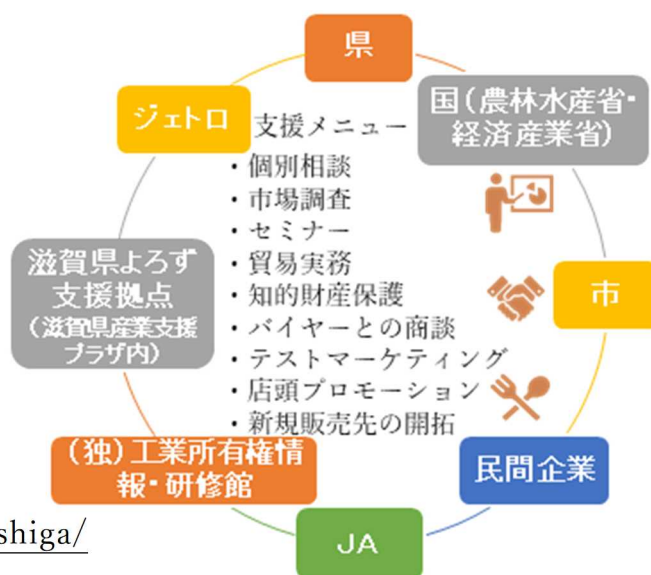 県
国(農林水産省・
経済産業省)
ジェトロ
支援メニュー
・個別相談
・市場調査
・セミナー
・貿易実務
・知的財産保護
・バイヤーとの商談
・テストマーケティング
・店頭プロモーション
・新規販売先の開拓
市
滋賀県よろず
支援拠点
(滋賀県産業支援
プラザ内)
(独)工業所有権情
報・研修館
民間企業
JA
shiga/